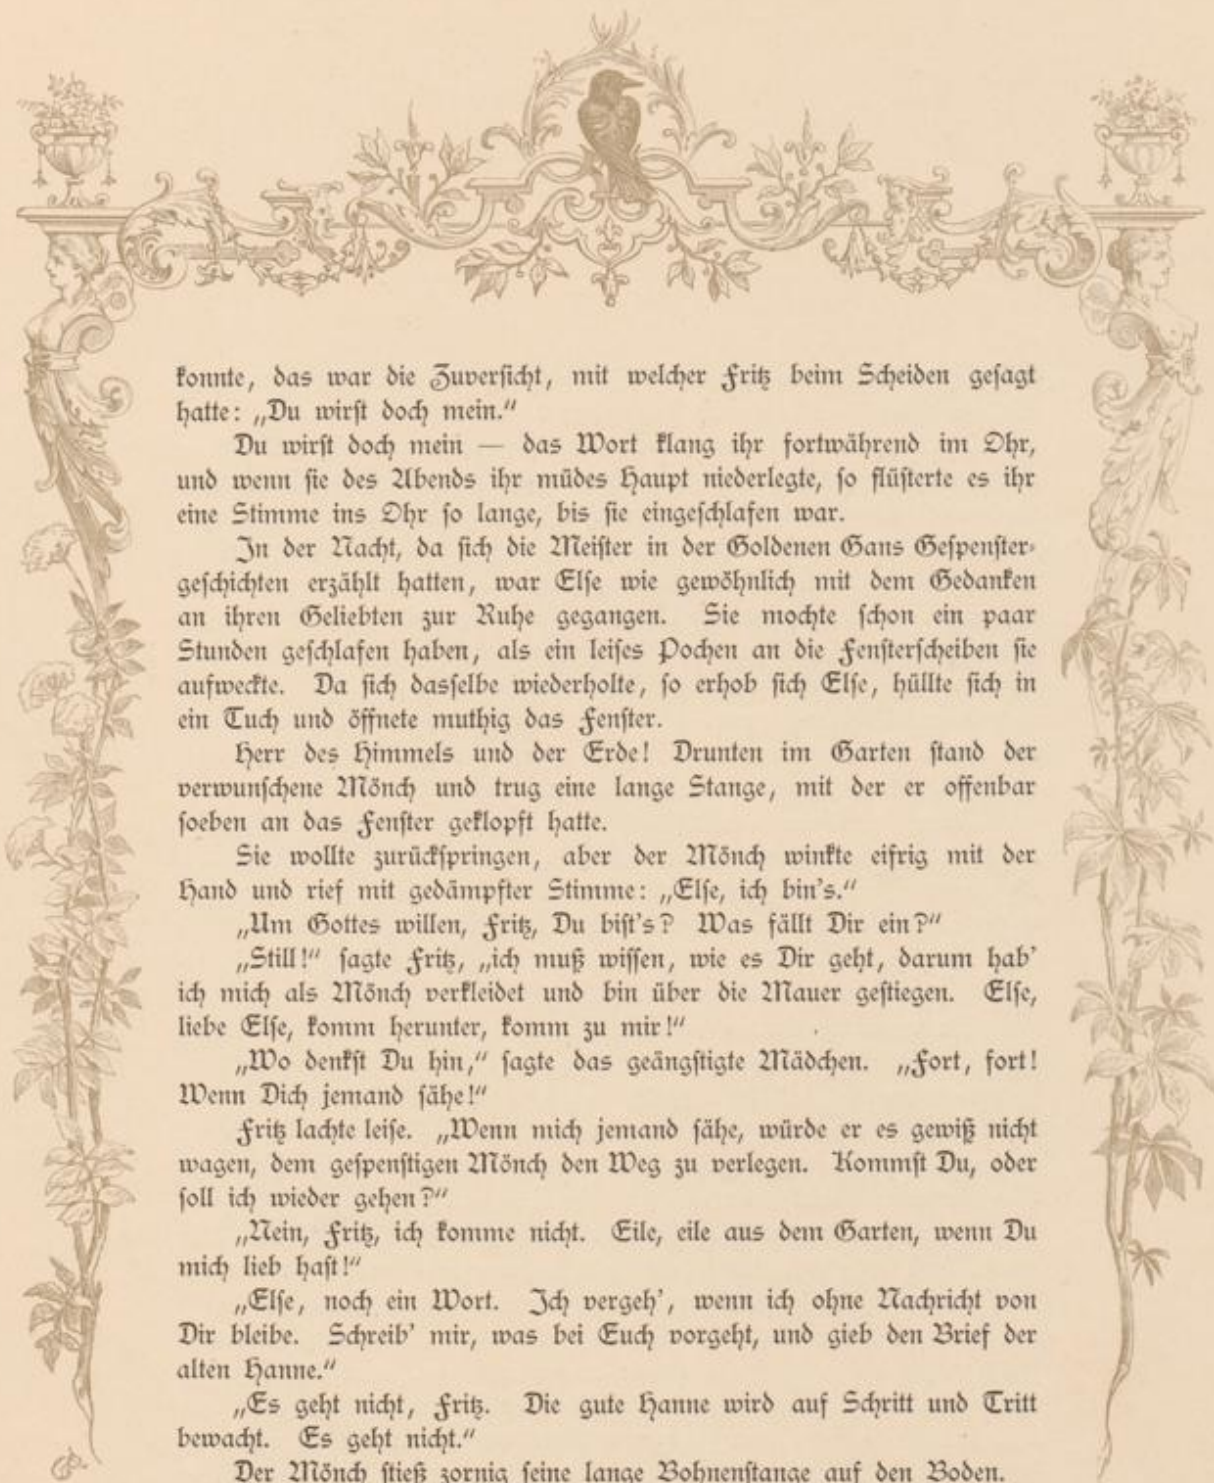 konnte, das war die Zuversicht, mit welcher Fritz beim Scheiden gesagt
hatte: „Du wirst doch mein.“
Du wirst doch mein — das Wort klang ihr fortwährend im Ohr,
und wenn sie des Abends ihr müdes Haupt niederlegte, so flüsterte es ihr
eine Stimme ins Ohr so lange, bis sie eingeschlafen war.
In der Nacht, da sich die Meister in der Goldenen Gans Gespenster-
geschichten erzählt hatten, war Else wie gewöhnlich mit dem Gedanken
an ihren Geliebten zur Ruhe gegangen. Sie mochte schon ein paar
Stunden geschlafen haben, als ein leises Pochen an die Fensterscheiben sie
aufweckte. Da sich dasselbe wiederholte, so erhob sich Else, hüllte sich in
ein Tuch und öffnete muthig das Fenster.
Herr des Himmels und der Erde! Drunten im Garten stand der
verwunschene Mönch und trug eine lange Stange, mit der er offenbar
soeben an das Fenster geklopft hatte.
Sie wollte zurückspringen, aber der Mönch winkte eifrig mit der
Hand und rief mit gedämpfter Stimme: „Else, ich bin's.“
„Um Gottes willen, Fritz, Du bist's? Was fällt Dir ein?“
„Still!“ sagte Fritz, „ich muß wissen, wie es Dir geht, darum hab'
ich mich als Mönch verkleidet und bin über die Mauer gestiegen. Else,
liebe Else, komm herunter, komm zu mir!“
„Wo denkst Du hin,“ sagte das geängstigte Mädchen. „Fort, fort!
Wenn Dich jemand sähe!“
Fritz lachte leise. „Wenn mich jemand sähe, würde er es gewiß nicht
wagen, dem gespenstigen Mönch den Weg zu verlegen. Kommst Du, oder
soll ich wieder gehen?“
„Nein, Fritz, ich komme nicht. Eile, eile aus dem Garten, wenn Du
mich lieb hast!“
„Else, noch ein Wort. Ich vergeh', wenn ich ohne Nachricht von
Dir bleibe. Schreib' mir, was bei Euch vorgeht, und gieb den Brief der
alten Hanne.“
„Es geht nicht, Fritz. Die gute Hanne wird auf Schritt und Tritt
bewacht. Es geht nicht.“
Der Mönch stieß zornig seine lange Bohnenstange auf den Boden.